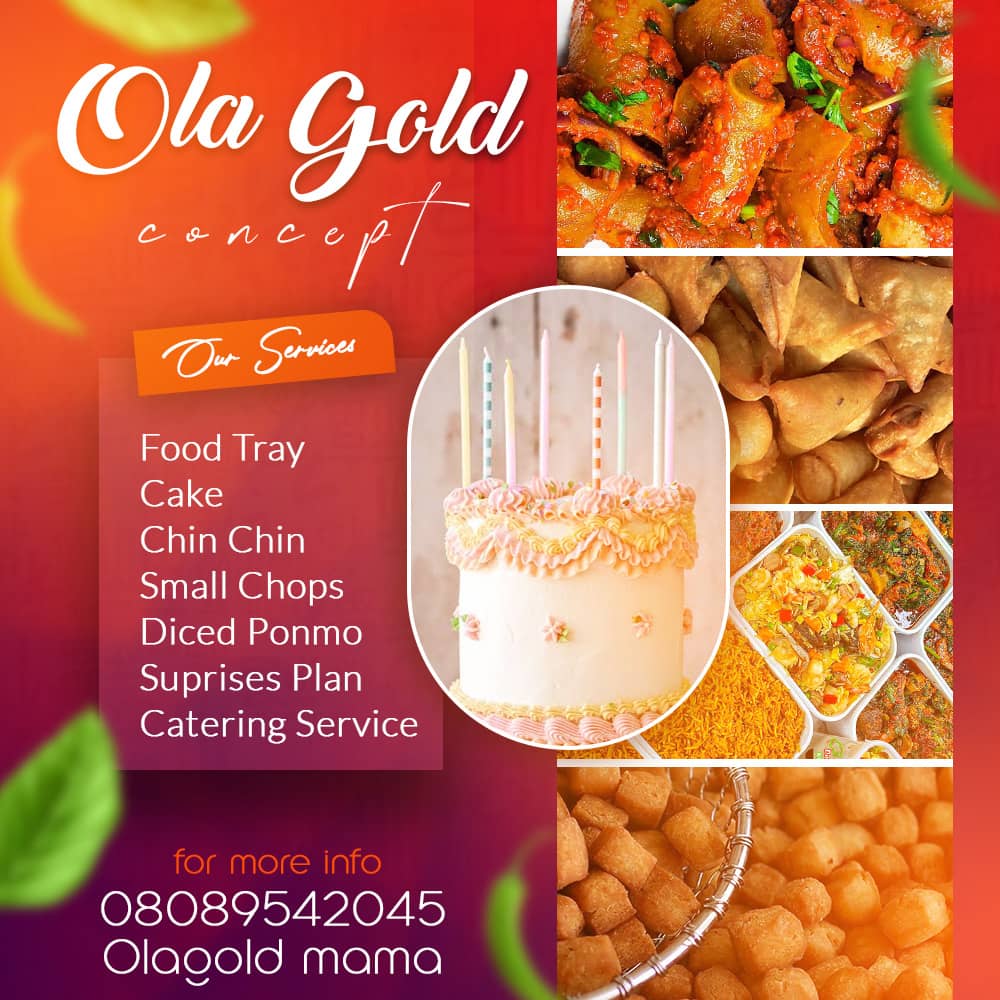 Ola Gold
concept
Our Services
Food Tray
Cake
Chin Chin
Small Chops
Diced Ponmo
Suprises Plan
Catering Service
for more info
08089542045
Olagold mama